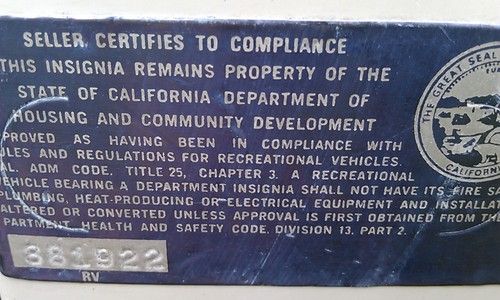 SELLER CERTIFIES TO COMPLIANCE
THIS INSIGNIA REMAINS PROPERTY OF THE
STATE OF CALIFORNIA DEPARTMENT OF
HOUSING AND COMMUNITY DEVELOPMENT
PROVED AS HAVING BEEN IN COMPLIANCE WITH
LES AND REGULATIONS FOR RECREATIONAL VEHICLES.
AL. ADM CODE, TITLE 25, CHAPTER 3. A RECREATIONAL
VEHICLE BEARING A DEPARTMENT INSIGNIA SHALL NOT HAVE ITS FIRE SA
PLUMBING, HEAT-PRODUCING OR ELECTRICAL EQUIPMENT AND INSTALLAT
ALTERED OR CONVERTED UNLESS APPROVAL IS FIRST OBTAINED FROM THE
PARTMENT, HEALTH AND SAFETY CODE, DIVISION 13, PART 2.
881922
RV
THE GREAT SEAL
CALIFORN